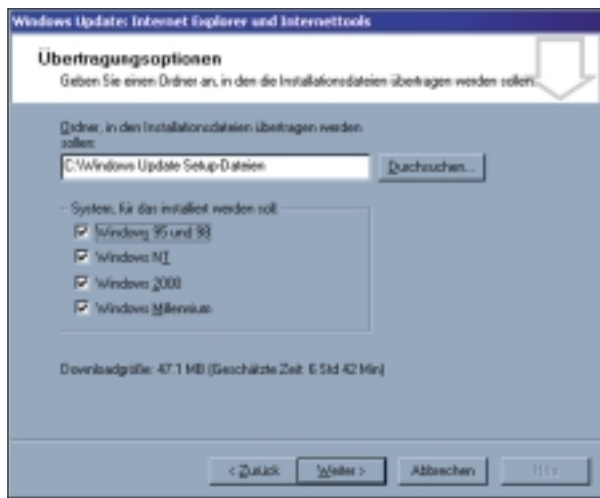 Windows Update: Internet Explorer und Internettools
Übertragungsoptionen
Geben Sie einen Ordner an, in den die Installationsdateien übertragen werden sollen.
Ordner, in den Installationsdateien übertragen werden
sollen:
C:\Windows Update Setup-Dateien
Durchsuchen...
System, für das installiert werden soll:
Windows 95 und 98
Windows NT
Windows 2000
Windows Millennium
Downloadgröße: 47.1 MB (Geschätzte Zeit: 6 Std 42 Min)
< Zurück
Weiter >
Abbrechen
Hilfe